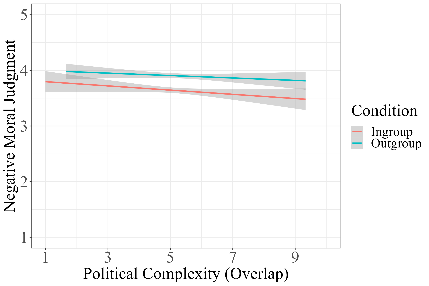 Negative Moral Judgment
5
4
3
2
1
1 3 5 7 9
Political Complexity (Overlap)
Condition
Ingroup
Outgroup